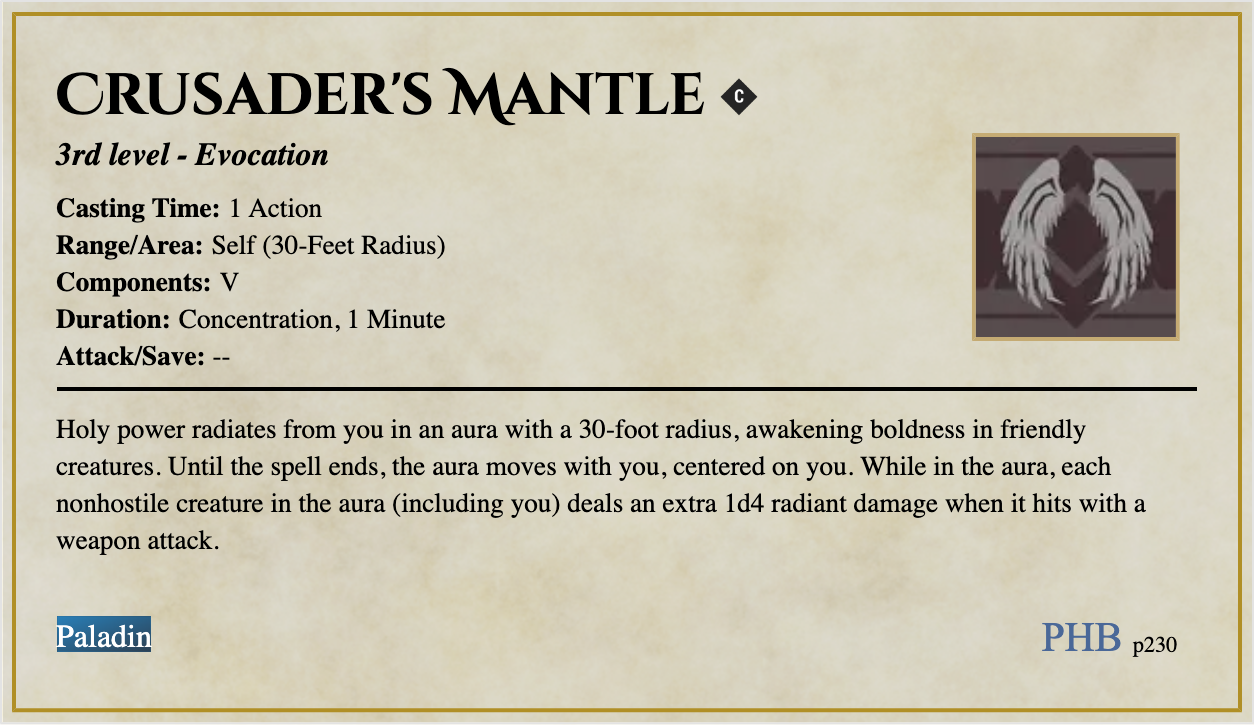 Crusader's Mantle C
3rd level - Evocation
Casting Time: 1 Action
Range/Area: Self (30-Feet Radius)
Components: V
Duration: Concentration, 1 Minute
Attack/Save: --
Holy power radiates from you in an aura with a 30-foot radius, awakening boldness in friendly
creatures. Until the spell ends, the aura moves with you, centered on you. While in the aura, each
nonhostile creature in the aura (including you) deals an extra 1d4 radiant damage when it hits with a
weapon attack.
Paladin
PHB p230